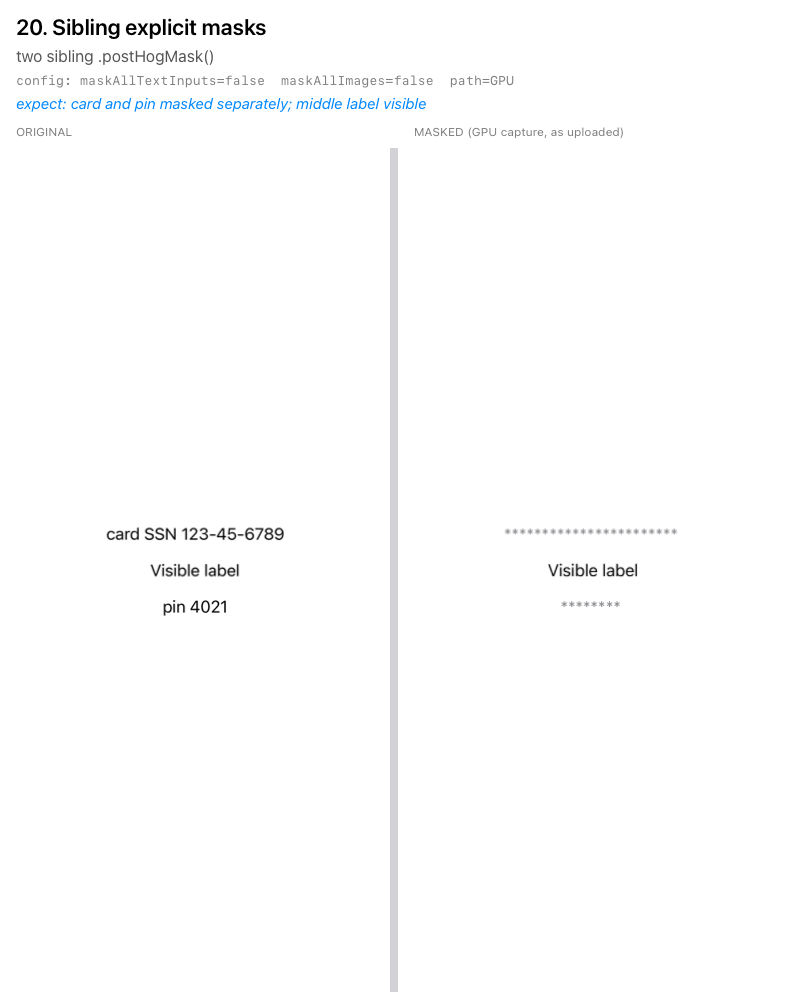 20. Sibling explicit masks
two sibling .postHogMask()
config: maskAllTextInputs=false  maskAllImages=false  path=GPU
expect: card and pin masked separately; middle label visible
ORIGINAL
MASKED (GPU capture, as uploaded)
card SSN 123-45-6789
Visible label
pin 4021
***********************
Visible label
********